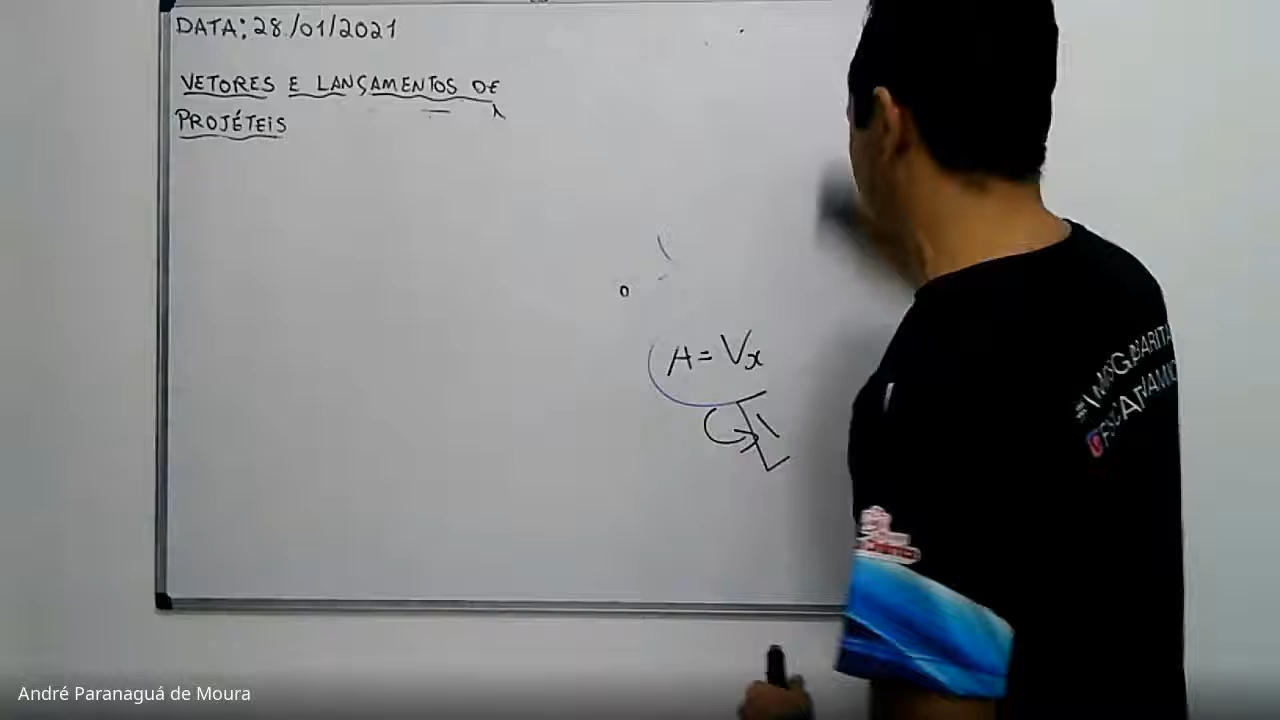 DATA: 28/01/2021
VETORES E LANÇAMENTOS DE
PROJÉTEIS
A = Vx
André Paranaguá de Moura